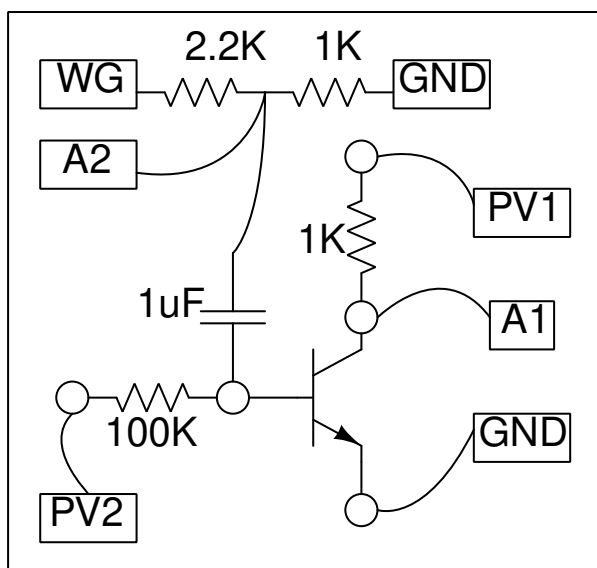 2.2K 1K
WG GND
A2
PV1
1K
1uF A1
100K GND
PV2